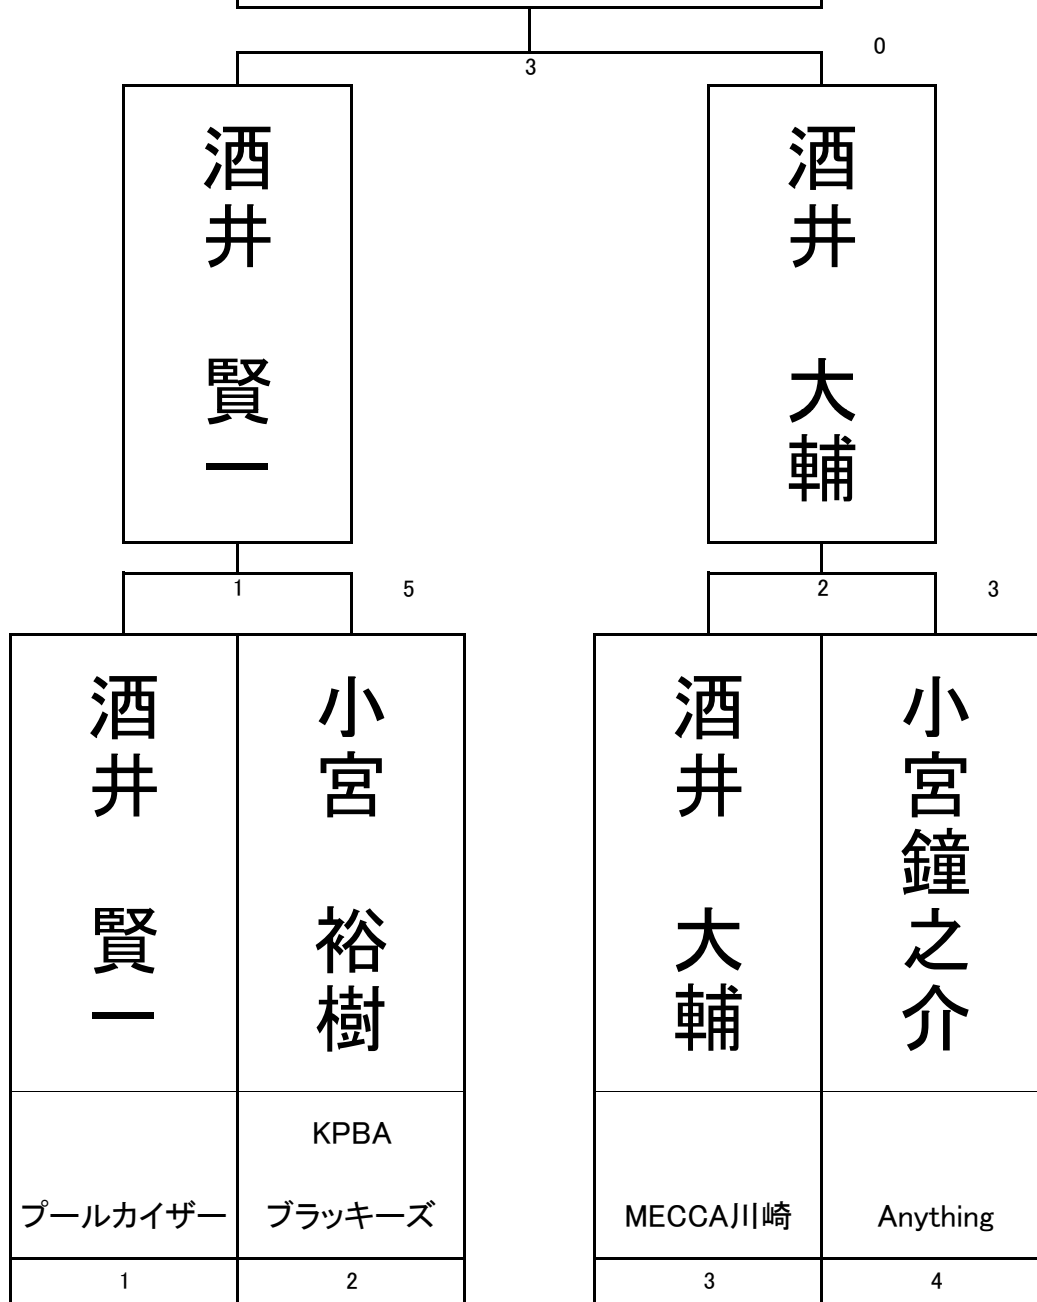 0
3
酒井 賢一
酒井 大輔
1
5
2
3
酒井 賢一
小宮 裕樹
酒井 大輔
小宮鐘之介
KPBA
プールカイザー
ブラッキーズ
MECCA川崎
Anything
1
2
3
4